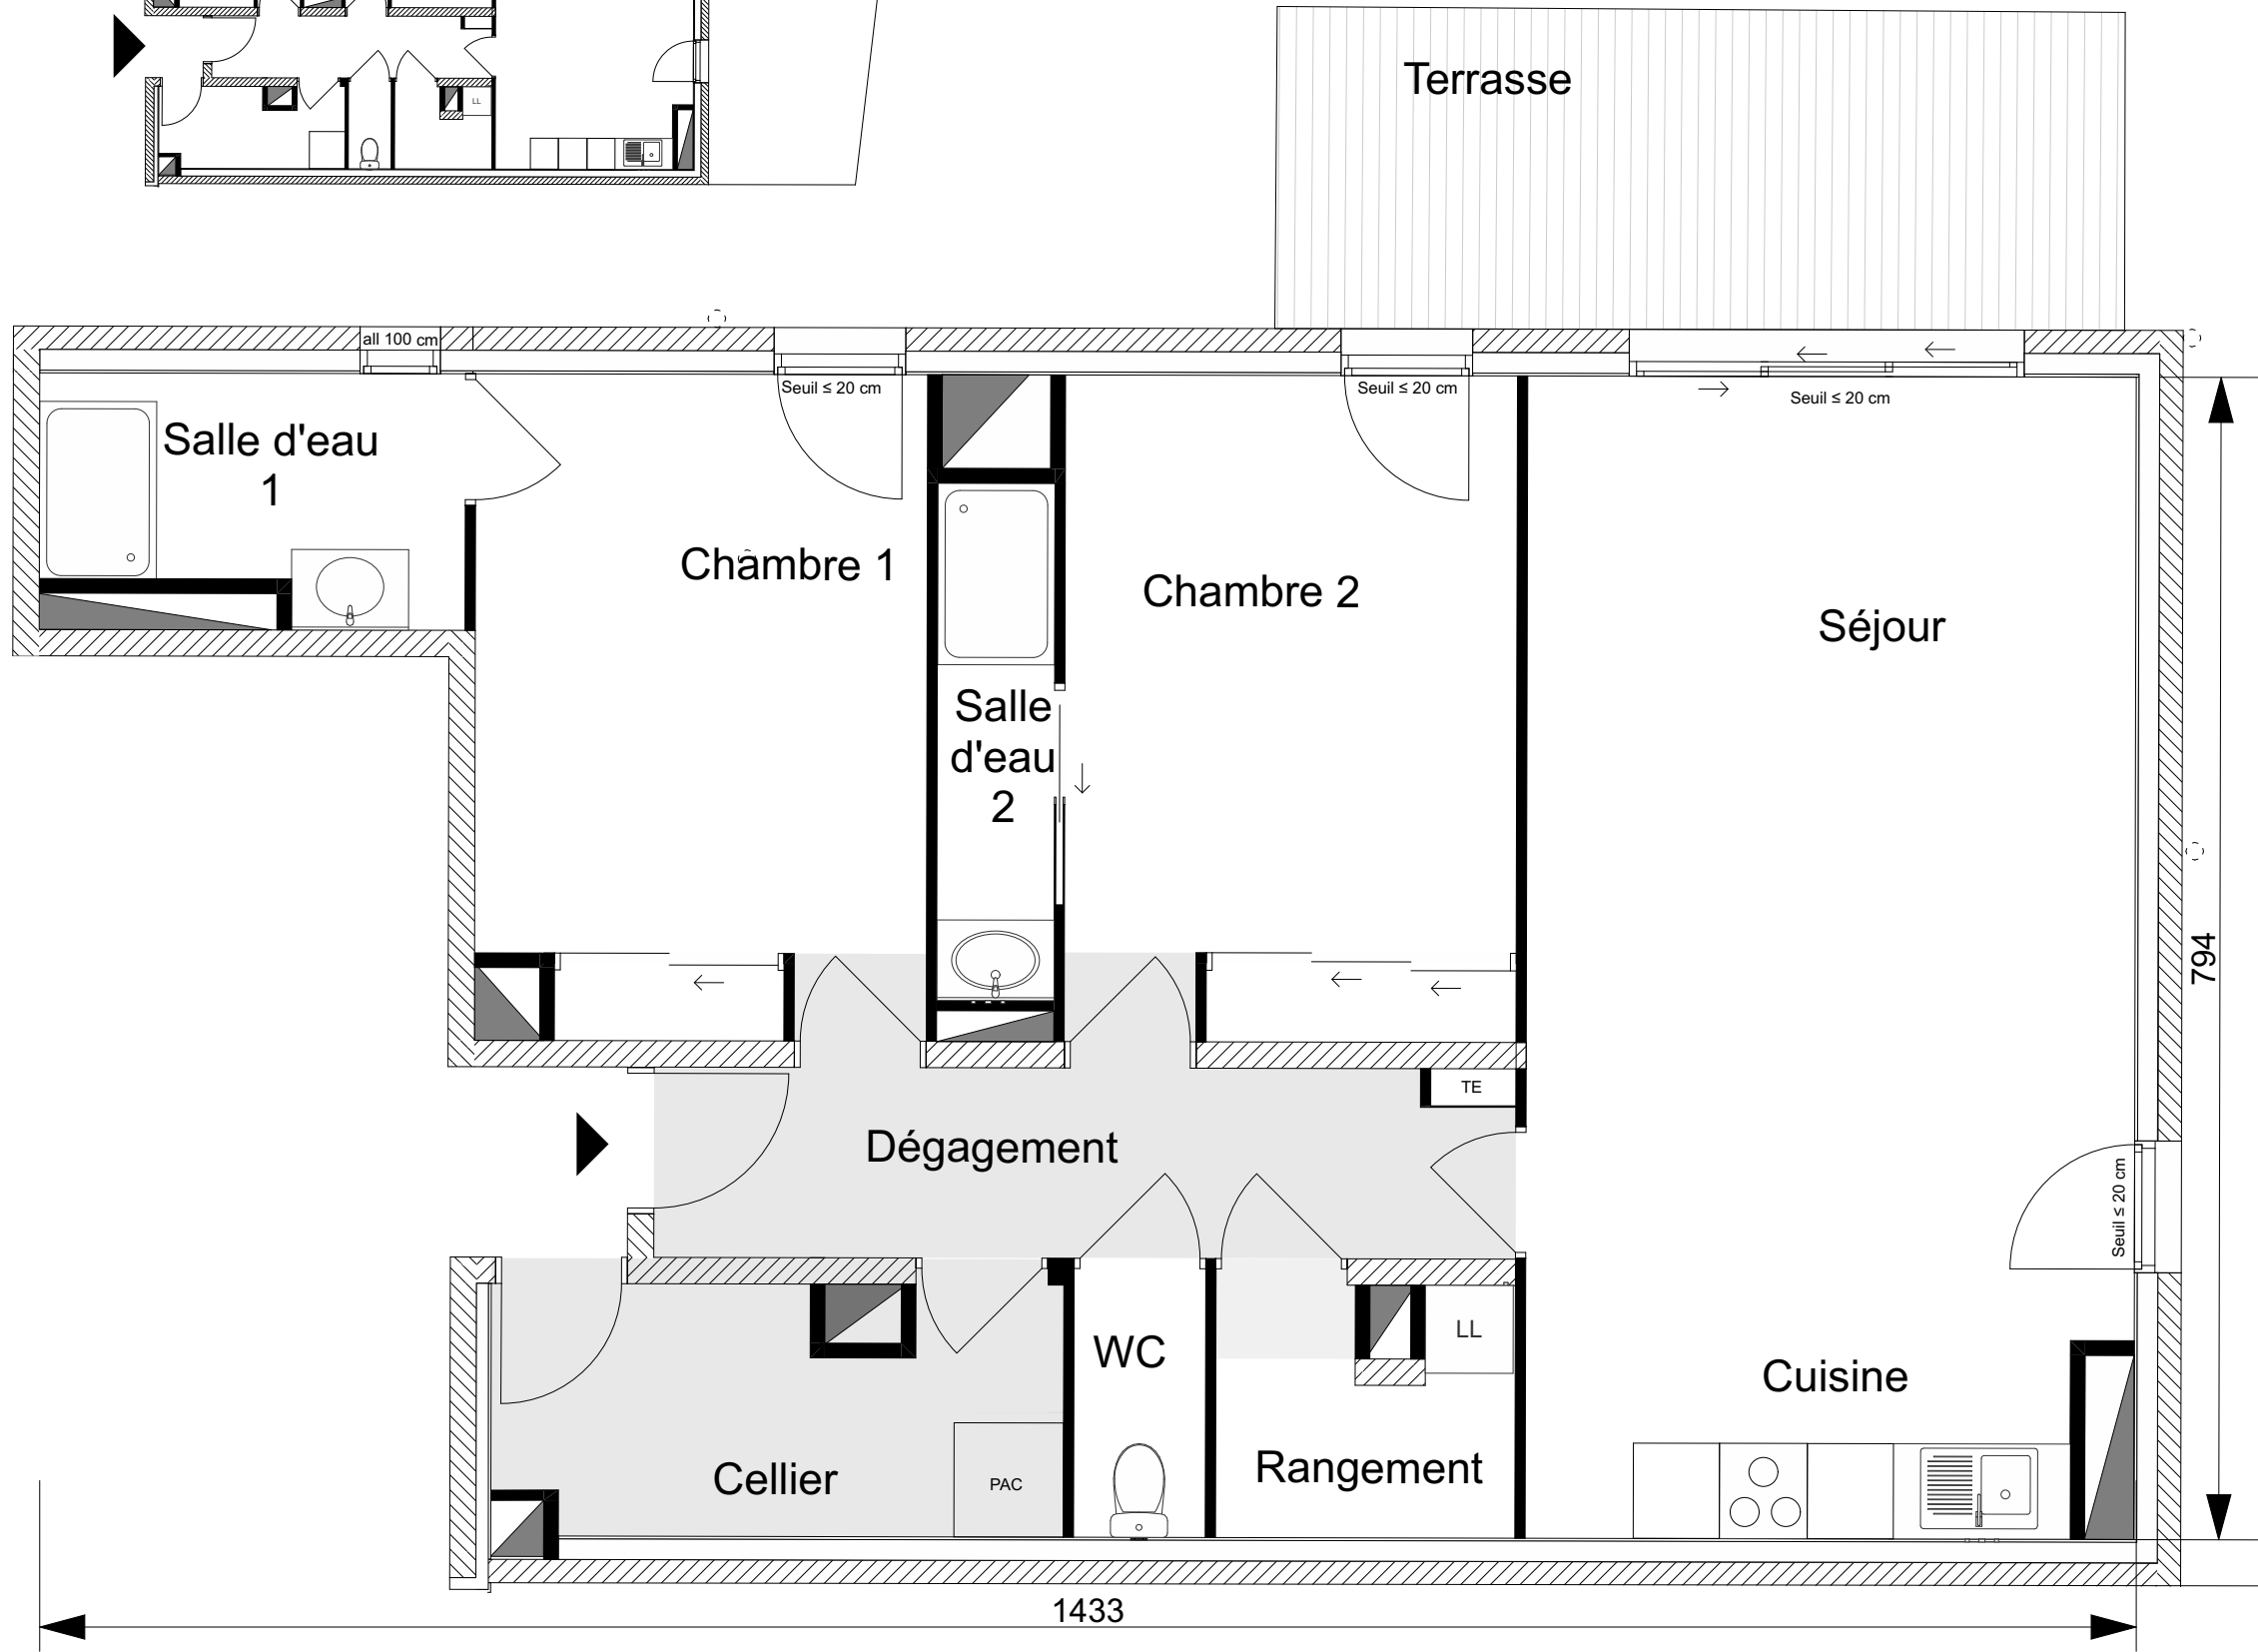 LL
Terrasse
all 100 cm
Seuil ≤ 20 cm
Seuil ≤ 20 cm
Seuil ≤ 20 cm
Salle d'eau
1
Chambre 1
Chambre 2
Séjour
Salle
d'eau
2
794
TE
Dégagement
Seuil ≤ 20 cm
WC
LL
Cuisine
Cellier
PAC
Rangement
1433